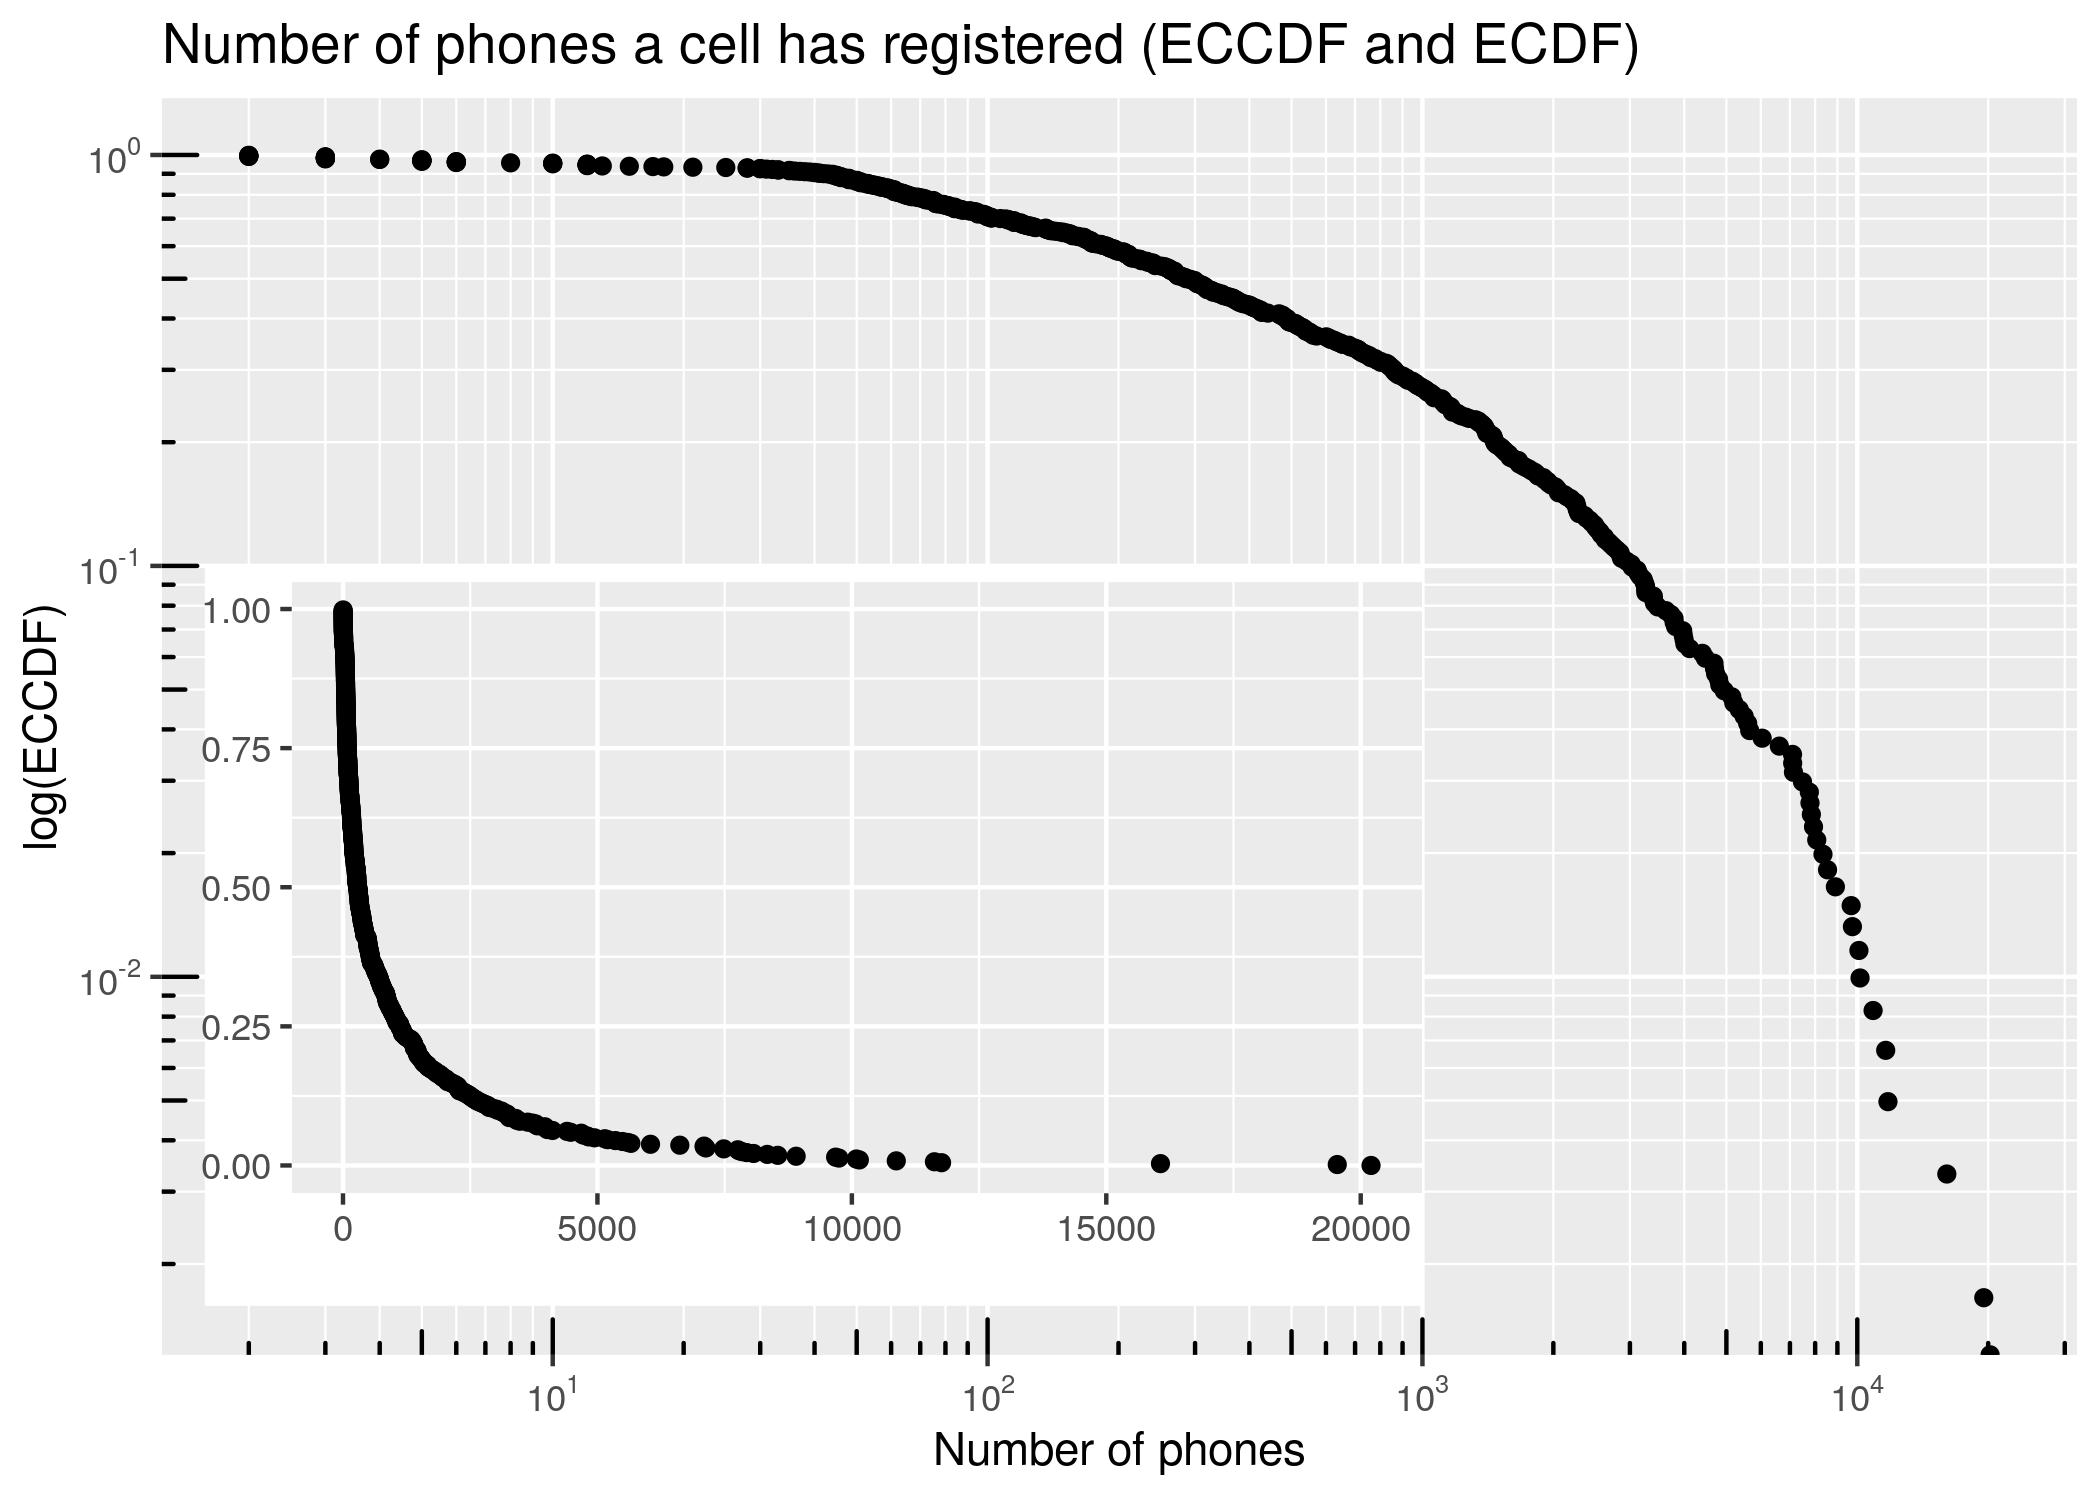 Number of phones a cell has registered (ECCDF and ECDF)
log(ECCDF)
10^0
10^-1
10^-2
1.00
0.75
0.50
0.25
0.00
0 5000 10000 15000 20000
10^1 10^2 10^3 10^4
Number of phones